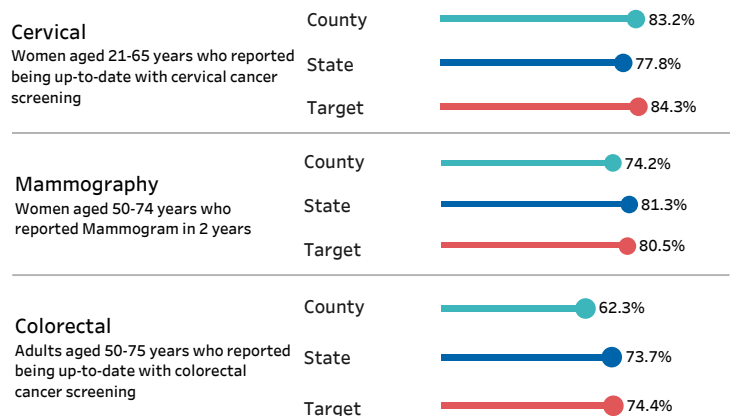 Cervical
Women aged 21-65 years who reported
being up-to-date with cervical cancer
screening
County
83.2%
State
77.8%
Target
84.3%
Mammography
Women aged 50-74 years who
reported Mammogram in 2 years
County
74.2%
State
81.3%
Target
80.5%
Colorectal
Adults aged 50-75 years who reported
being up-to-date with colorectal
cancer screening
County
62.3%
State
73.7%
Target
74.4%